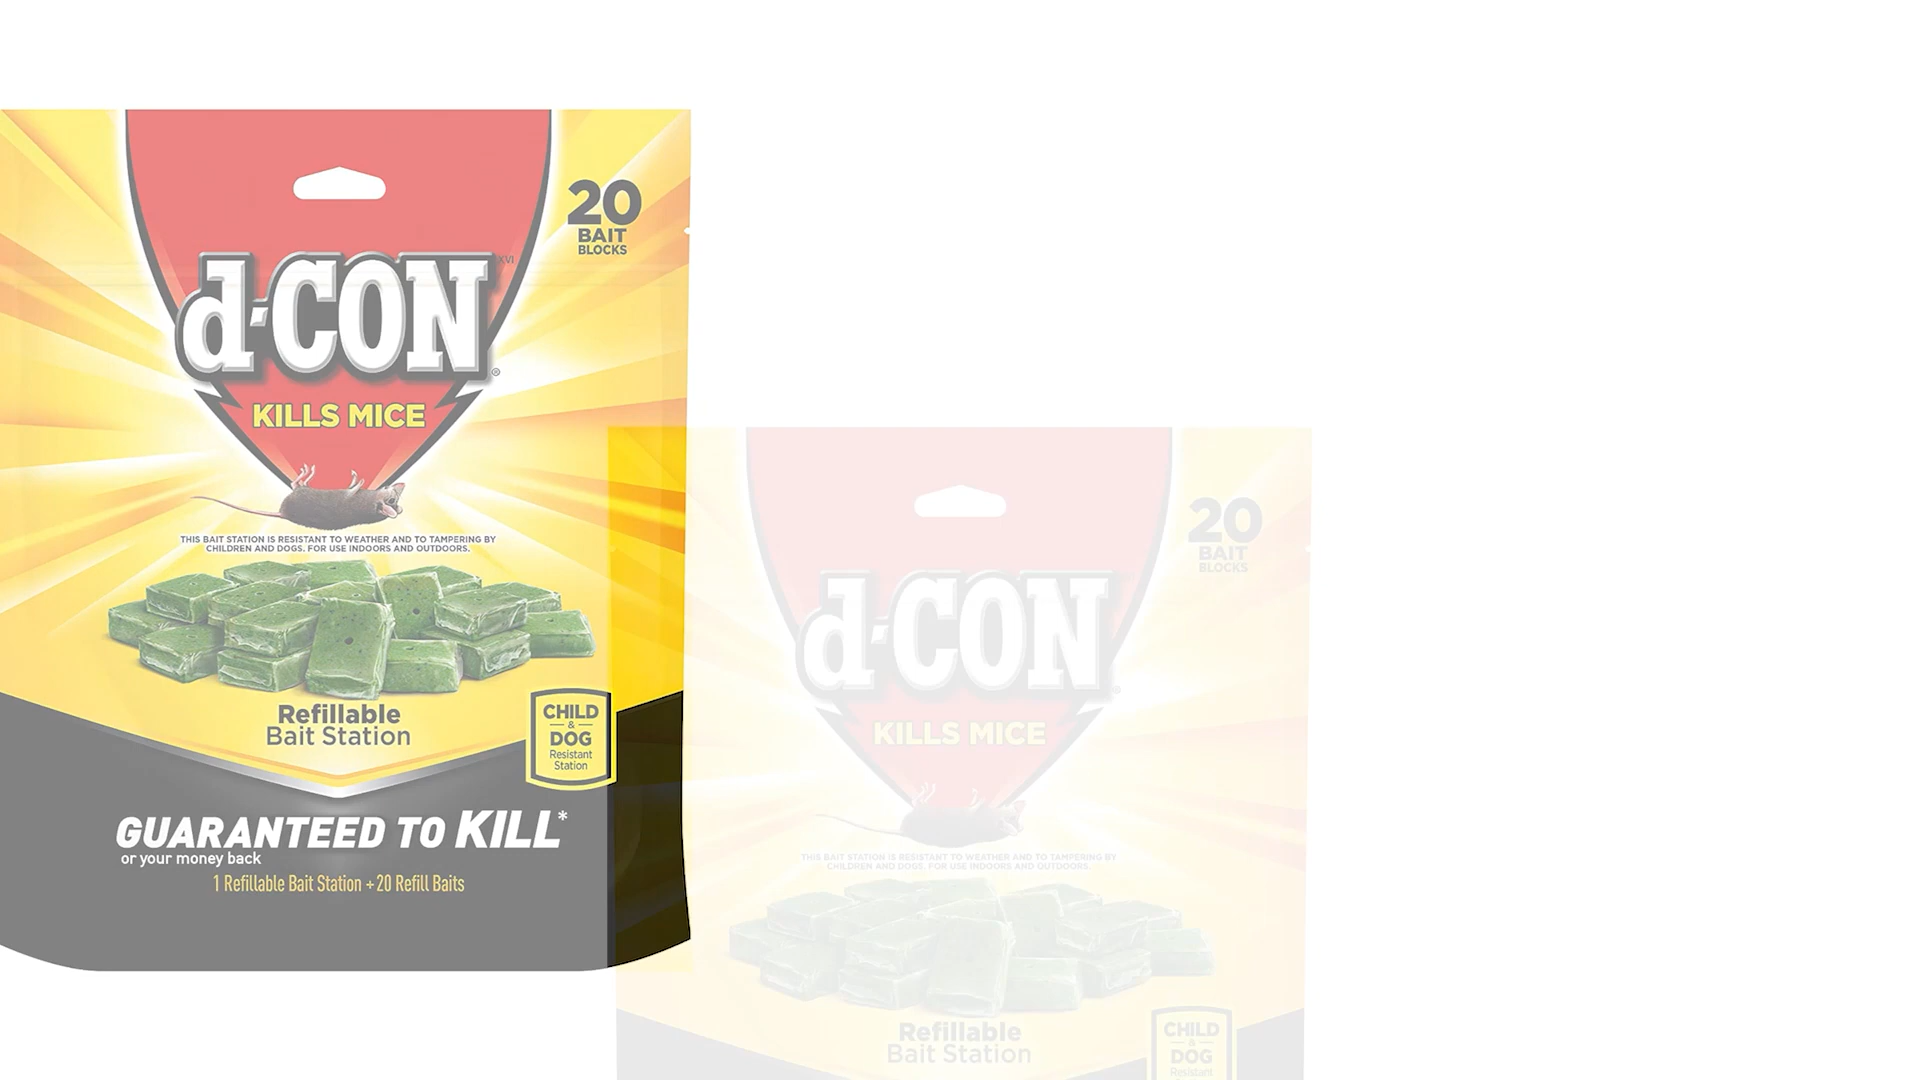 20
BAIT
BLOCKS
d-CON
®
KILLS MICE
THIS BAIT STATION IS RESISTANT TO WEATHER AND TO TAMPERING BY
CHILDREN AND DOGS. FOR USE INDOORS AND OUTDOORS.
Refillable
Bait Station
CHILD
&
DOG
Resistant
Station
GUARANTEED TO KILL*
or your money back
1 Refillable Bait Station + 20 Refill Baits
20
BAIT
BLOCKS
d-CON
®
KILLS MICE
THIS BAIT STATION IS RESISTANT TO WEATHER AND TO TAMPERING BY
CHILDREN AND DOGS. FOR USE INDOORS AND OUTDOORS.
Refillable
Bait Station
CHILD
&
DOG
Resistant